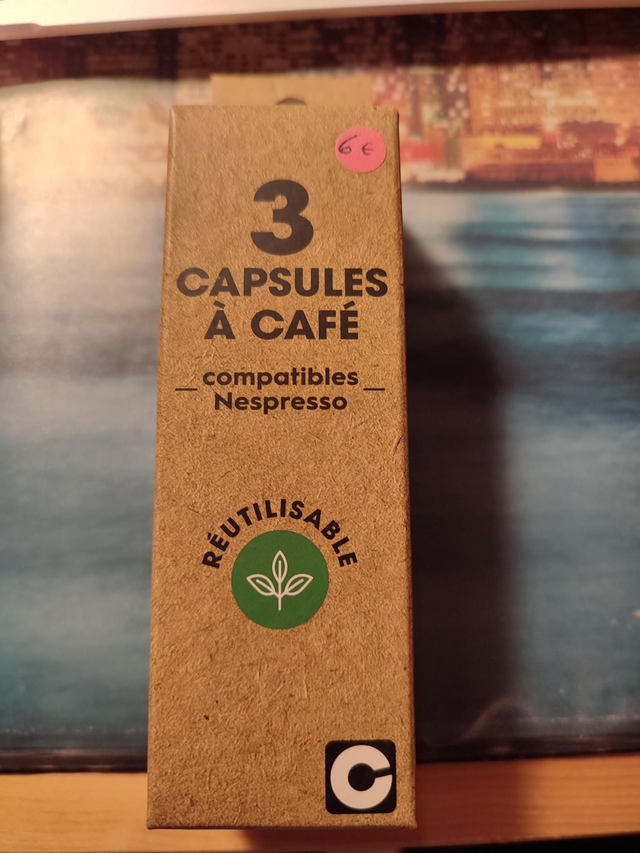 6 €
3
CAPSULES
À CAFÉ
compatibles
Nespresso
RÉUTILISABLE
C